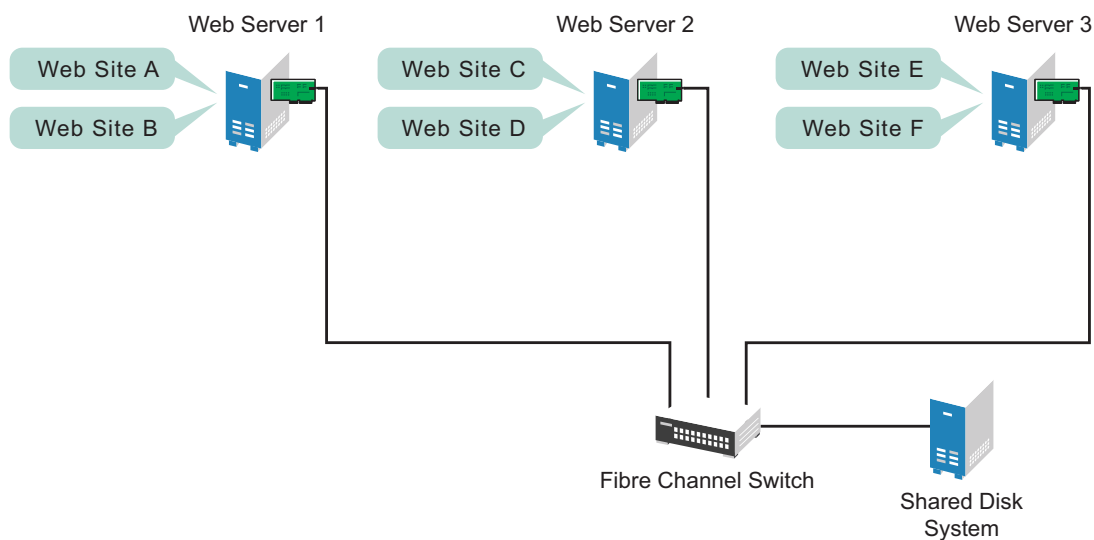 Web Server 1
Web Server 2
Web Server 3
Web Site A
Web Site C
Web Site E
Web Site B
Web Site D
Web Site F
Fibre Channel Switch
Shared Disk
System